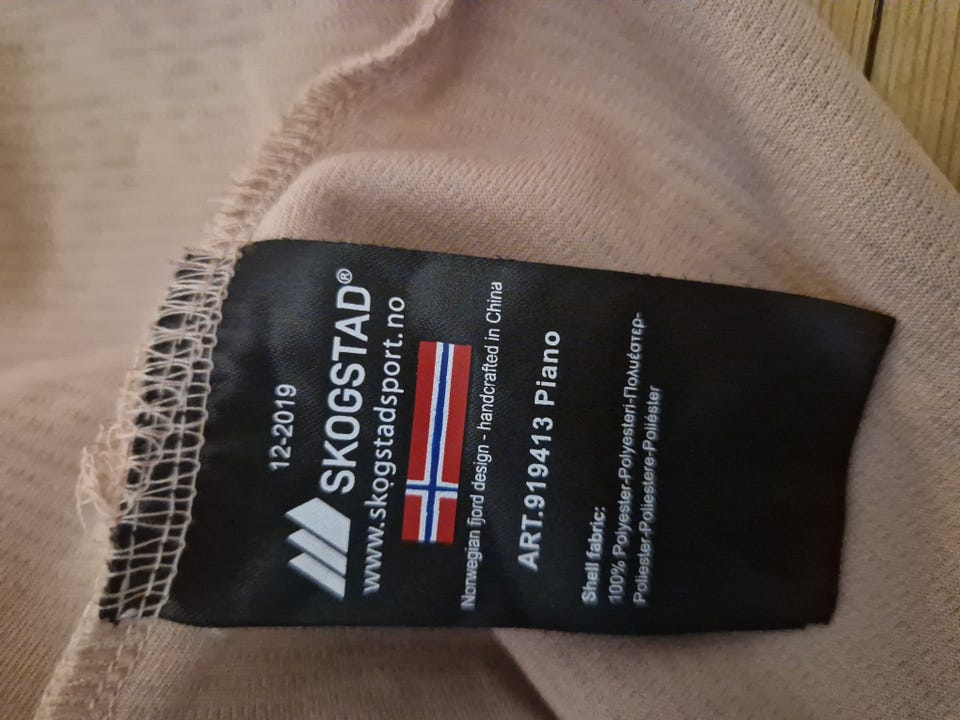 12-2019
SKOGSTAD®
www.skogstadsport.no
Norwegian fjord design - handcrafted in China
ART.919413 Piano
Shell fabric:
100% Polyester-Polyesteri-Πολυέστερ-
Poliester-Poliestere-Poliéster